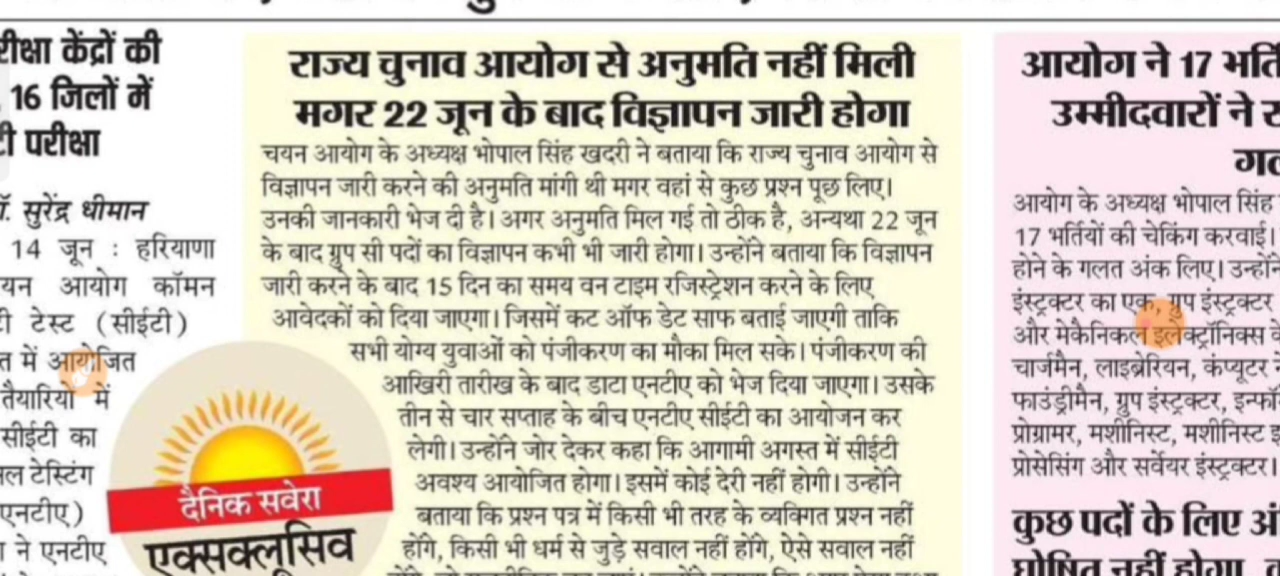 रीक्षा केंद्रों की
16 जिलों में
टी परीक्षा
ॉ. सुरेंद्र धीमान
14 जून : हरियाणा
यन आयोग कॉमन
टी टेस्ट (सीईटी)
त में आयोजित
तैयारियों में
सीईटी का
नल टेस्टिंग
एनटीए)
ने एनटीए
राज्य चुनाव आयोग से अनुमति नहीं मिली
मगर 22 जून के बाद विज्ञापन जारी होगा
चयन आयोग के अध्यक्ष भोपाल सिंह खदरी ने बताया कि राज्य चुनाव आयोग से
विज्ञापन जारी करने की अनुमति मांगी थी मगर वहां से कुछ प्रश्न पूछ लिए।
उनकी जानकारी भेज दी है। अगर अनुमति मिल गई तो ठीक है, अन्यथा 22 जून
के बाद ग्रुप सी पदों का विज्ञापन कभी भी जारी होगा। उन्होंने बताया कि विज्ञापन
जारी करने के बाद 15 दिन का समय वन टाइम रजिस्ट्रेशन करने के लिए
आवेदकों को दिया जाएगा। जिसमें कट ऑफ डेट साफ बताई जाएगी ताकि
सभी योग्य युवाओं को पंजीकरण का मौका मिल सके। पंजीकरण की
आखिरी तारीख के बाद डाटा एनटीए को भेज दिया जाएगा। उसके
तीन से चार सप्ताह के बीच एनटीए सीईटी का आयोजन कर
लेगी। उन्होंने जोर देकर कहा कि आगामी अगस्त में सीईटी
अवश्य आयोजित होगा। इसमें कोई देरी नहीं होगी। उन्होंने
बताया कि प्रश्न पत्र में किसी भी तरह के व्यक्गित प्रश्न नहीं
होंगे, किसी भी धर्म से जुड़े सवाल नहीं होंगे, ऐसे सवाल नहीं
दैनिक सवेरा
एक्सक्लूसिव
आयोग ने 17 भर्ति
उम्मीदवारों ने
गल
आयोग के अध्यक्ष भोपाल सिंह
17 भर्तियों की चेकिंग करवाई।
होने के गलत अंक लिए। उन्होंने
इंस्ट्रक्टर का एक, ग्रुप इंस्ट्रक्टर
और मेकैनिकल इलेक्ट्रॉनिक्स
चार्जमैन, लाइब्रेरियन, कंप्यूटर
फाउंड्रीमैन, ग्रुप इंस्ट्रक्टर, इन्फॉ
प्रोग्रामर, मशीनिस्ट, मशीनिस्ट
प्रोसेसिंग और सर्वेयर इंस्ट्रक्टर।
कुछ पदों के लिए अं
घोषित नहीं होगा